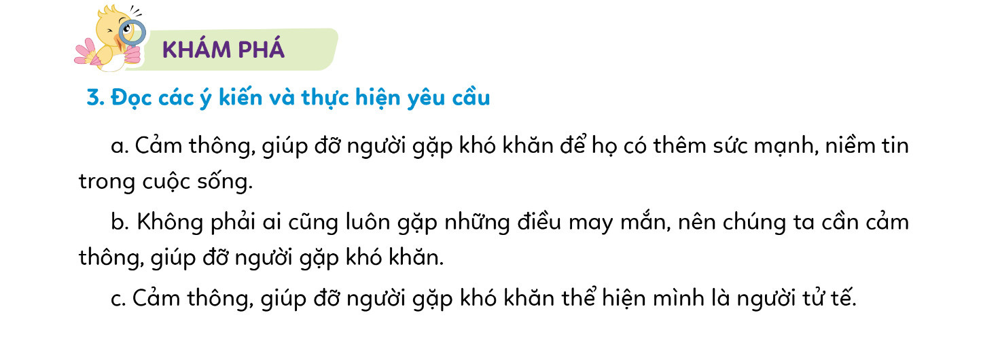 KHÁM PHÁ
3. Đọc các ý kiến và thực hiện yêu cầu
a. Cảm thông, giúp đỡ người gặp khó khăn để họ có thêm sức mạnh, niềm tin
trong cuộc sống.
b. Không phải ai cũng luôn gặp những điều may mắn, nên chúng ta cần cảm
thông, giúp đỡ người gặp khó khăn.
c. Cảm thông, giúp đỡ người gặp khó khăn thể hiện mình là người tử tế.